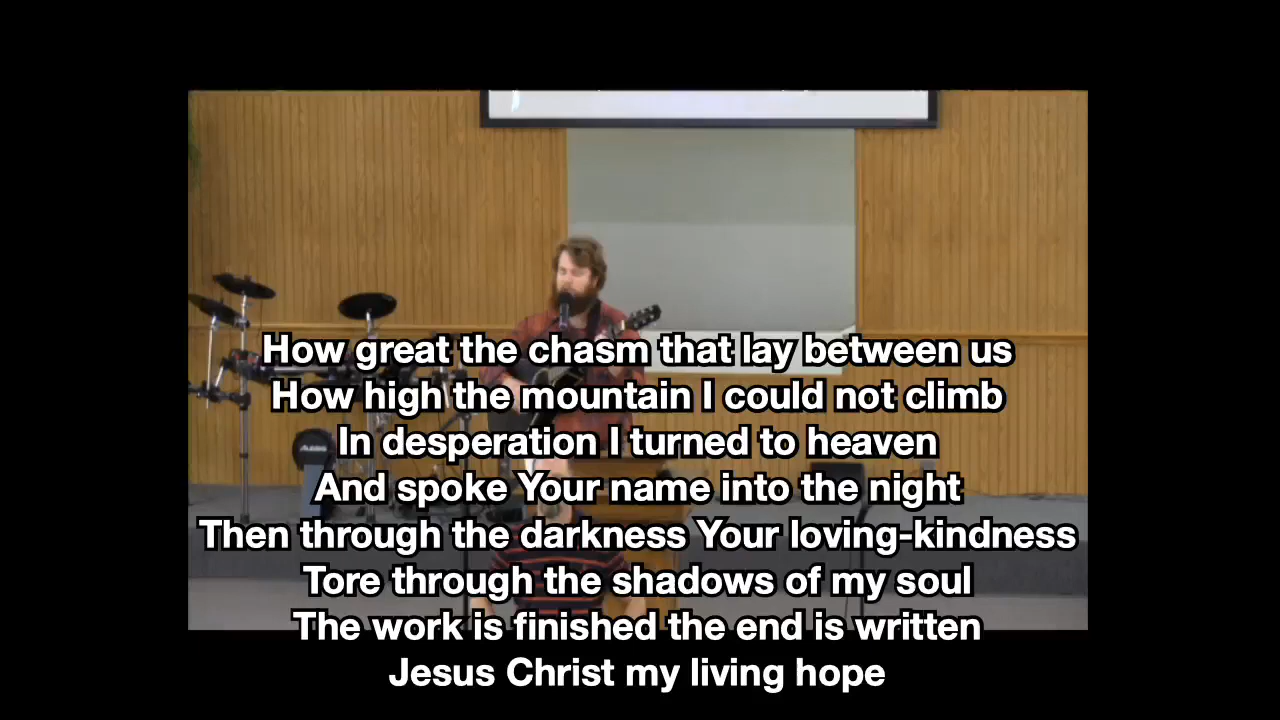 How great the chasm that lay between us
How high the mountain I could not climb
In desperation I turned to heaven
And spoke Your name into the night
Then through the darkness Your loving-kindness
Tore through the shadows of my soul
The work is finished the end is written
Jesus Christ my living hope
ALESIS